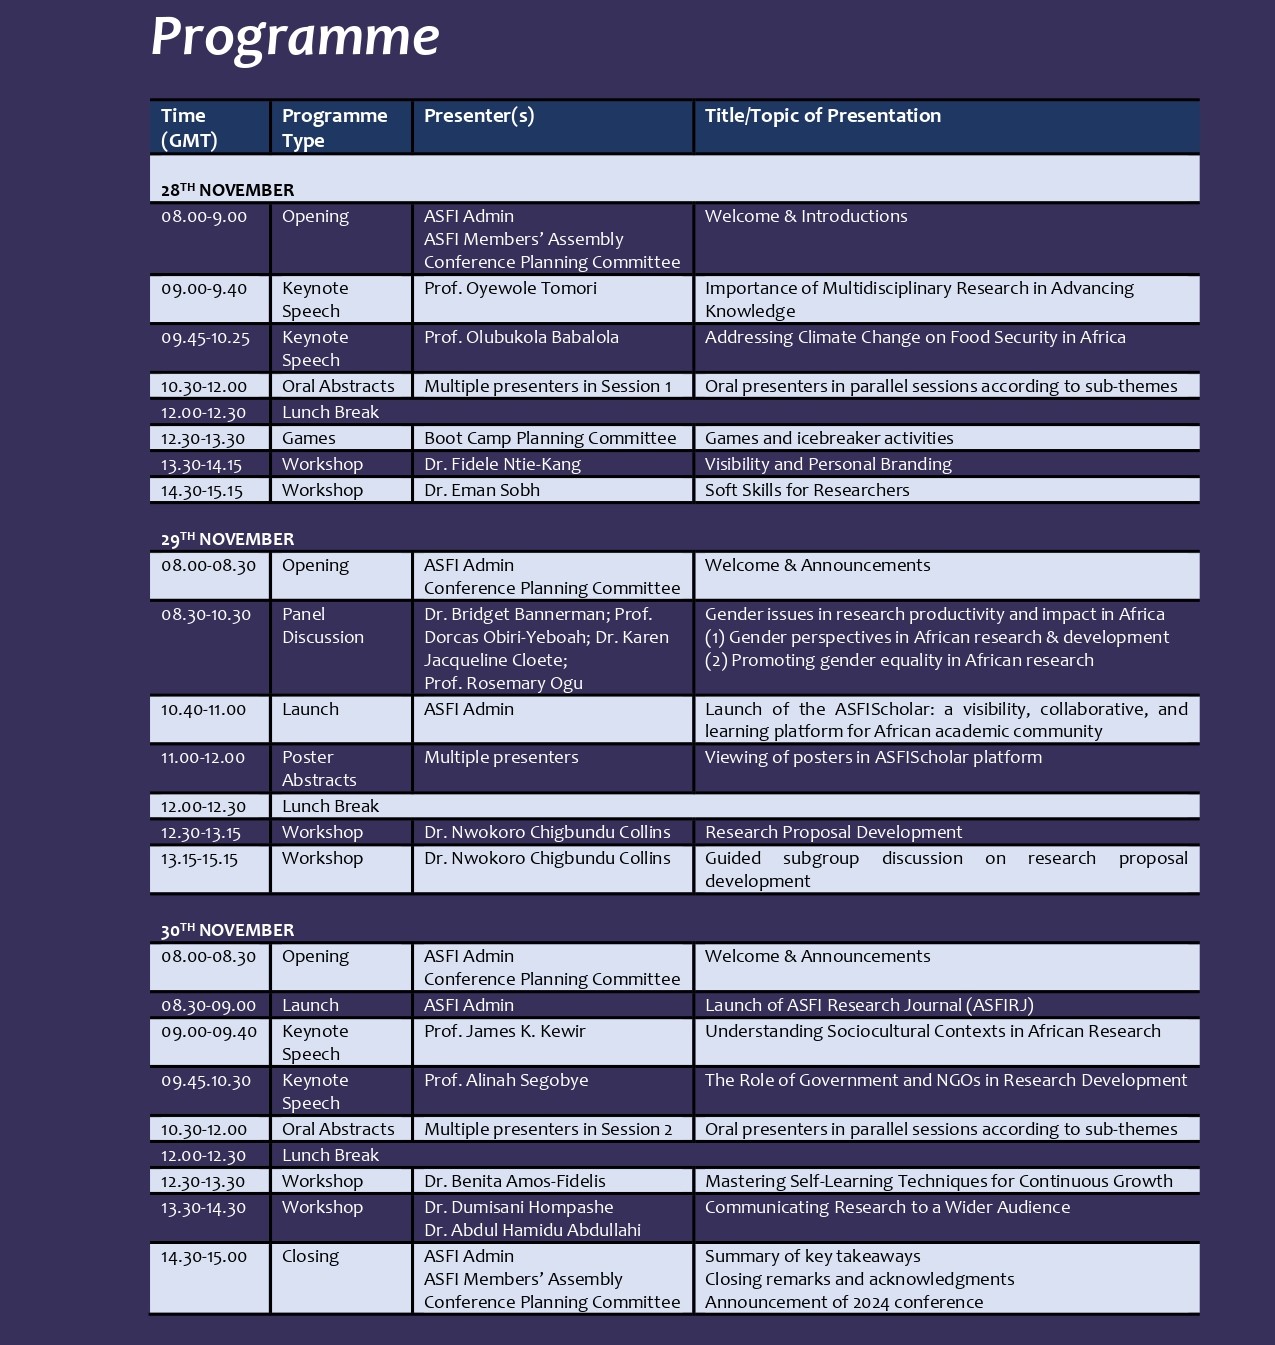 Programme
Time (GMT) Programme Type Presenter(s) Title/Topic of Presentation
28TH NOVEMBER
08.00-9.00 Opening ASFI Admin Welcome & Introductions
ASFI Members’ Assembly
Conference Planning Committee
09.00-9.40 Keynote Prof. Oyewole Tomori Importance of Multidisciplinary Research in Advancing
Speech Knowledge
09.45-10.25 Keynote Prof. Olubukola Babalola Addressing Climate Change on Food Security in Africa
Speech
10.30-12.00 Oral Abstracts Multiple presenters in Session 1 Oral presenters in parallel sessions according to sub-themes
12.00-12.30 Lunch Break
12.30-13.30 Games Boot Camp Planning Committee Games and icebreaker activities
13.30-14.15 Workshop Dr. Fidele Ntie-Kang Visibility and Personal Branding
14.30-15.15 Workshop Dr. Eman Sobh Soft Skills for Researchers
29TH NOVEMBER
08.00-08.30 Opening ASFI Admin Welcome & Announcements
Conference Planning Committee
08.30-10.30 Panel Dr. Bridget Bannerman; Prof. Gender issues in research productivity and impact in Africa
Discussion Dorcas Obiri-Yeboah; Dr. Karen (1) Gender perspectives in African research & development
Jacqueline Cloete; (2) Promoting gender equality in African research
Prof. Rosemary Ogu
10.40-11.00 Launch ASFI Admin Launch of the ASFIScholar: a visibility, collaborative, and
learning platform for African academic community
11.00-12.00 Poster Multiple presenters Viewing of posters in ASFIScholar platform
Abstracts
12.00-12.30 Lunch Break
12.30-13.15 Workshop Dr. Nwokoro Chigbundu Collins Research Proposal Development
13.15-15.15 Workshop Dr. Nwokoro Chigbundu Collins Guided subgroup discussion on research proposal
development
30TH NOVEMBER
08.00-08.30 Opening ASFI Admin Welcome & Announcements
Conference Planning Committee
08.30-09.00 Launch ASFI Admin Launch of ASFI Research Journal (ASFIRJ)
09.00-09.40 Keynote Prof. James K. Kewir Understanding Sociocultural Contexts in African Research
Speech
09.45.10.30 Keynote Prof. Alinah Segobye The Role of Government and NGOs in Research Development
Speech
10.30-12.00 Oral Abstracts Multiple presenters in Session 2 Oral presenters in parallel sessions according to sub-themes
12.00-12.30 Lunch Break
12.30-13.30 Workshop Dr. Benita Amos-Fidelis Mastering Self-Learning Techniques for Continuous Growth
13.30-14.30 Workshop Dr. Dumisani Hompashe Communicating Research to a Wider Audience
Dr. Abdul Hamidu Abdullahi
14.30-15.00 Closing ASFI Admin Summary of key takeaways
ASFI Members’ Assembly Closing remarks and acknowledgments
Conference Planning Committee Announcement of 2024 conference